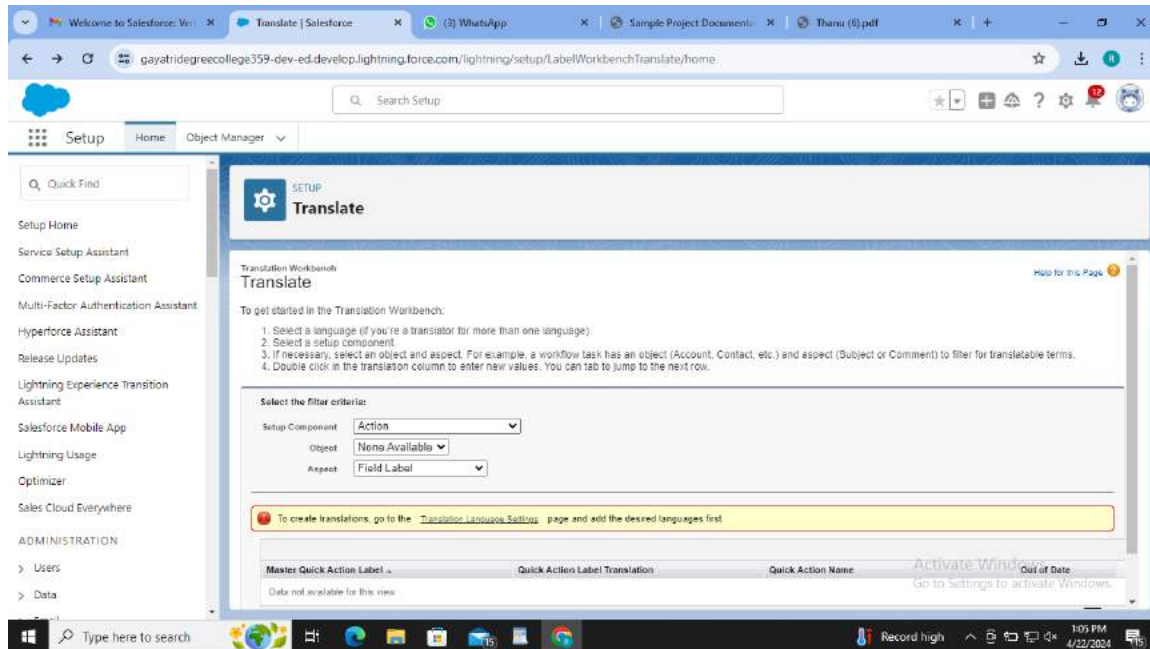 Welcome to Salesforce: Veri
Translate | Salesforce
(3) WhatsApp
Sample Project Documenta
Thanu (6).pdf
gayatridegreecollege359-dev-ed.develop.lightning.force.com/lightning/setup/LabelWorkbenchTranslate/home
Search Setup
12
Setup
Home
Object Manager
Quick Find
Setup Home
Service Setup Assistant
Commerce Setup Assistant
Multi-Factor Authentication Assistant
Hyperforce Assistant
Release Updates
Lightning Experience Transition
Assistant
Salesforce Mobile App
Lightning Usage
Optimizer
Sales Cloud Everywhere
ADMINISTRATION
Users
Data
Email
SETUP
Translate
Translation Workbench
Translate
Help for this Page
To get started in the Translation Workbench:
1. Select a language (if you're a translator for more than one language).
2. Select a setup component.
3. If necessary, select an object and aspect. For example, a workflow task has an object (Account, Contact, etc.) and aspect (Subject or Comment) to filter for translatable terms.
4. Double click in the translation column to enter new values. You can tab to jump to the next row.
Select the filter criteria:
Setup Component Action
Object None Available
Aspect Field Label
To create translations, go to the Translation Language Settings page and add the desired languages first.
Master Quick Action Label Quick Action Label Translation Quick Action Name Out of Date
Data not available for this view
Activate Windows
Go to Settings to activate Windows.
Type here to search
15
Record high
1:05 PM
4/22/2024
15